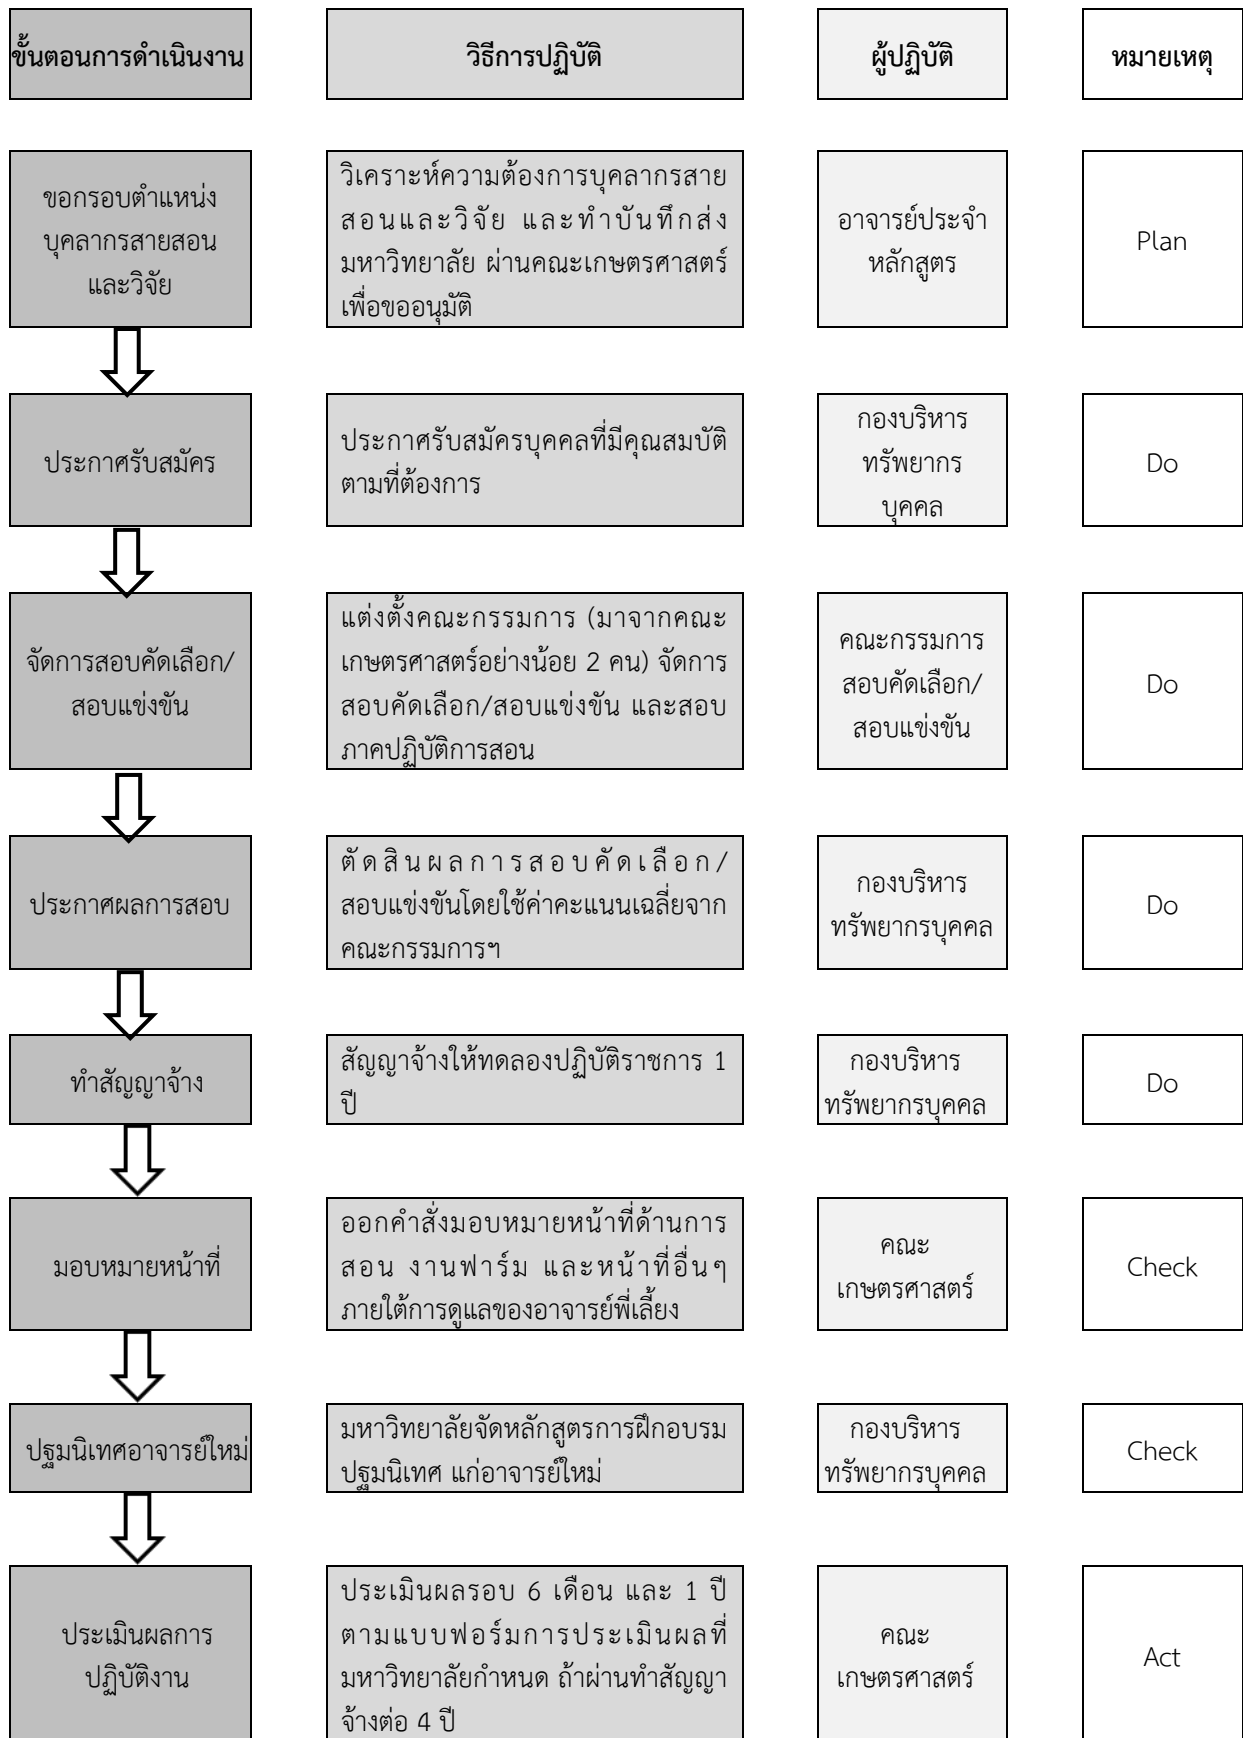 ขั้นตอนการดำเนินงาน
วิธีการปฏิบัติ
ผู้ปฏิบัติ
หมายเหตุ
ขอกรอบตำแหน่ง
บุคลากรสายสอน
และวิจัย
วิเคราะห์ความต้องการบุคลากรสาย
สอนและวิจัย และทำบันทึกส่ง
มหาวิทยาลัย ผ่านคณะเกษตรศาสตร์
เพื่อขออนุมัติ
อาจารย์ประจำ
หลักสูตร
Plan
ประกาศรับสมัคร
ประกาศรับสมัครบุคคลที่มีคุณสมบัติ
ตามที่ต้องการ
กองบริหาร
ทรัพยากร
บุคคล
Do
จัดการสอบคัดเลือก/
สอบแข่งขัน
แต่งตั้งคณะกรรมการ (มาจากคณะ
เกษตรศาสตร์อย่างน้อย 2 คน) จัดการ
สอบคัดเลือก/สอบแข่งขัน และสอบ
ภาคปฏิบัติการสอน
คณะกรรมการ
สอบคัดเลือก/
สอบแข่งขัน
Do
ประกาศผลการสอบ
ตัดสินผลการสอบคัดเลือก/
สอบแข่งขันโดยใช้ค่าคะแนนเฉลี่ยจาก
คณะกรรมการฯ
กองบริหาร
ทรัพยากรบุคคล
Do
ทำสัญญาจ้าง
สัญญาจ้างให้ทดลองปฏิบัติราชการ 1
ปี
กองบริหาร
ทรัพยากรบุคคล
Do
มอบหมายหน้าที่
ออกคำสั่งมอบหมายหน้าที่ด้านการ
สอน งานฟาร์ม และหน้าที่อื่นๆ
ภายใต้การดูแลของอาจารย์พี่เลี้ยง
คณะ
เกษตรศาสตร์
Check
ปฐมนิเทศอาจารย์ใหม่
มหาวิทยาลัยจัดหลักสูตรการฝึกอบรม
ปฐมนิเทศ แก่อาจารย์ใหม่
กองบริหาร
ทรัพยากรบุคคล
Check
ประเมินผลการ
ปฏิบัติงาน
ประเมินผลรอบ 6 เดือน และ 1 ปี
ตามแบบฟอร์มการประเมินผลที่
มหาวิทยาลัยกำหนด ถ้าผ่านทำสัญญา
จ้างต่อ 4 ปี
คณะ
เกษตรศาสตร์
Act